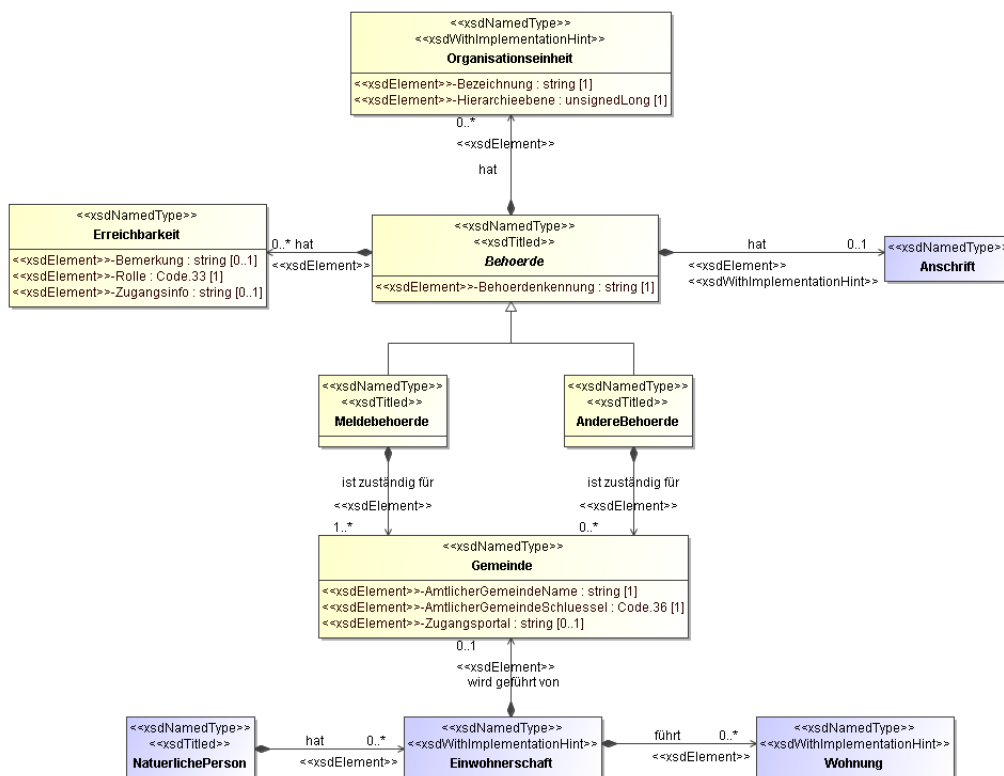 <<xsdNamedType>>
<<xsdWithImplementationHint>>
Organisationseinheit
<<xsdElement>>-Bezeichnung : string [1]
<<xsdElement>>-Hierarchieebene : unsignedLong [1]
0..*
<<xsdElement>>
hat
<<xsdNamedType>>
Erreichbarkeit
<<xsdElement>>-Bemerkung : string [0..1]
<<xsdElement>>-Rolle : Code.33 [1]
<<xsdElement>>-Zugangsinfo : string [0..1]
0..* hat
<<xsdElement>>
<<xsdNamedType>>
<<xsdTitled>>
Behoerde
<<xsdElement>>-Behoerdenkennung : string [1]
hat 0..1
<<xsdElement>>
<<xsdWithImplementationHint>>
<<xsdNamedType>>
Anschrift
<<xsdNamedType>>
<<xsdTitled>>
Meldebehoerde
<<xsdNamedType>>
<<xsdTitled>>
AndereBehoerde
ist zuständig für
<<xsdElement>>
1..*
ist zuständig für
<<xsdElement>>
0..*
<<xsdNamedType>>
Gemeinde
<<xsdElement>>-AmtlicherGemeindeName : string [1]
<<xsdElement>>-AmtlicherGemeindeSchluessel : Code.36 [1]
<<xsdElement>>-Zugangsportal : string [0..1]
0..1
<<xsdElement>>
wird geführt von
<<xsdNamedType>>
<<xsdTitled>>
NatuerlichePerson
hat 0..*
<<xsdElement>>
<<xsdNamedType>>
<<xsdWithImplementationHint>>
Einwohnerschaft
führt 0..*
<<xsdElement>>
<<xsdNamedType>>
<<xsdWithImplementationHint>>
Wohnung